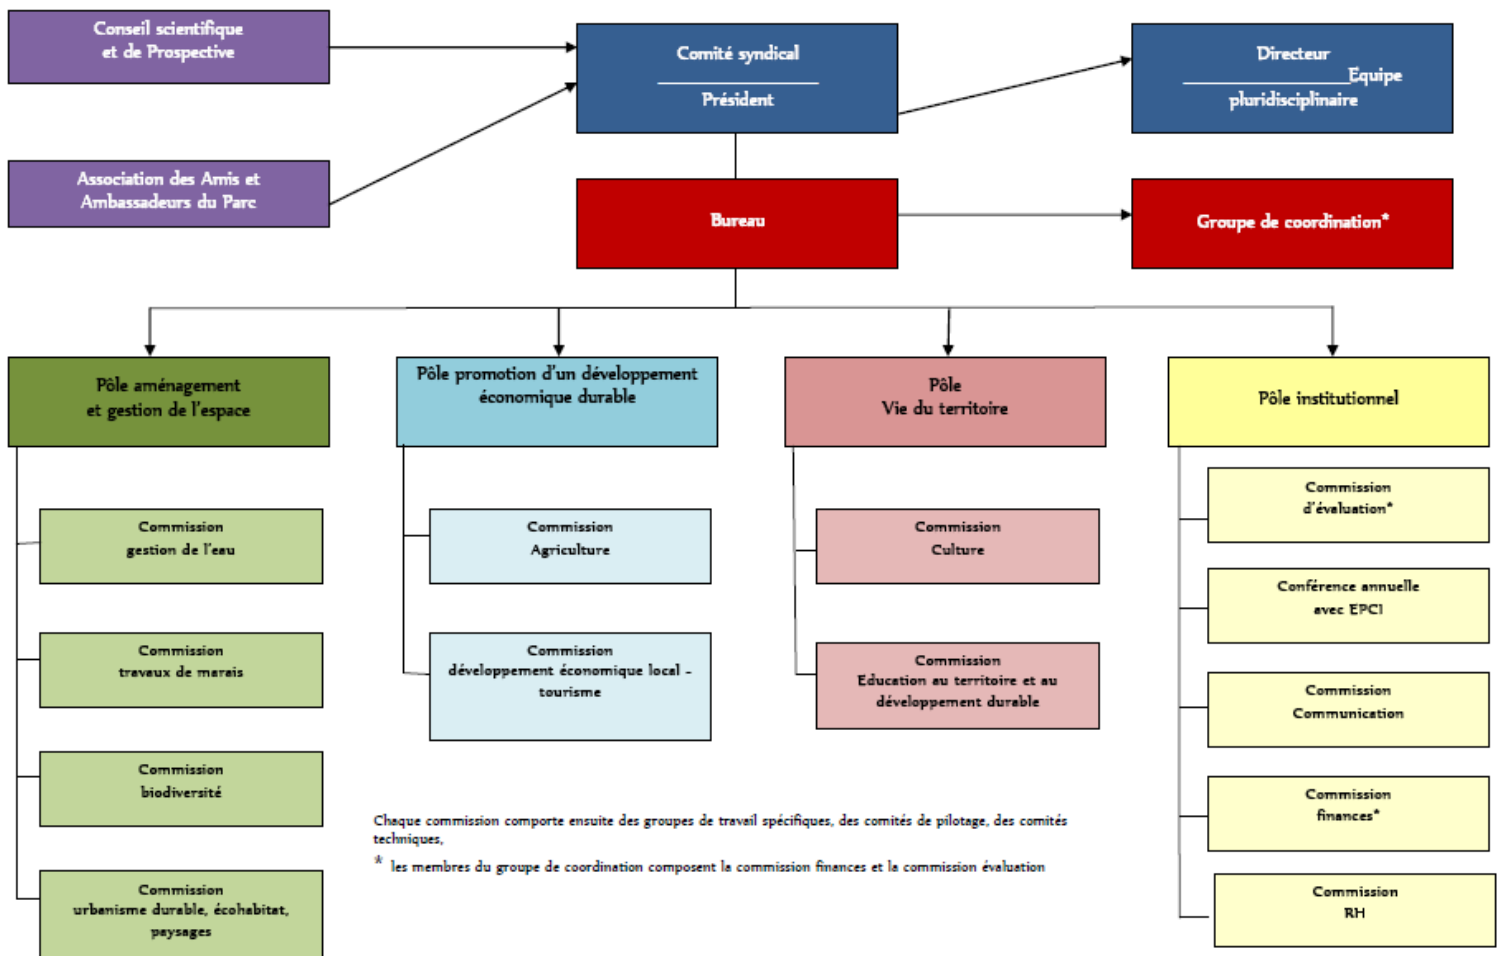 Conseil scientifique
et de Prospective
Comité syndical
Président
Directeur
Equipe
pluridisciplinaire
Association des Amis et
Ambassadeurs du Parc
Bureau
Groupe de coordination*
Pôle aménagement
et gestion de l'espace
Pôle promotion d'un développement
économique durable
Pôle
Vie du territoire
Pôle institutionnel
Commission
gestion de l'eau
Commission
travaux de marais
Commission
biodiversité
Commission
urbanisme durable, écohabitat,
paysages
Commission
Agriculture
Commission
développement économique local -
tourisme
Commission
Culture
Commission
Education au territoire et au
développement durable
Commission
d'évaluation*
Conférence annuelle
avec EPCI
Commission
Communication
Commission
finances*
Commission
RH
Chaque commission comporte ensuite des groupes de travail spécifiques, des comités de pilotage, des comités
techniques,
* les membres du groupe de coordination composent la commission finances et la commission évaluation